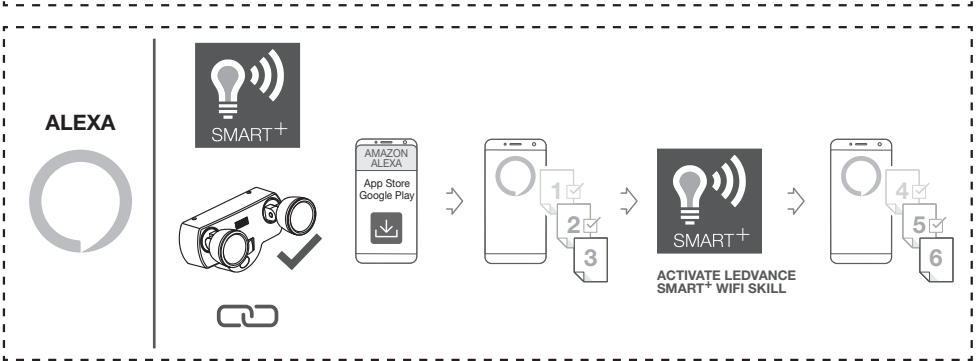 ALEXA
SMART+
AMAZON
ALEXA
App Store
Google Play
1
2
3
SMART+
ACTIVATE LEDVANCE
SMART+ WIFI SKILL
4
5
6